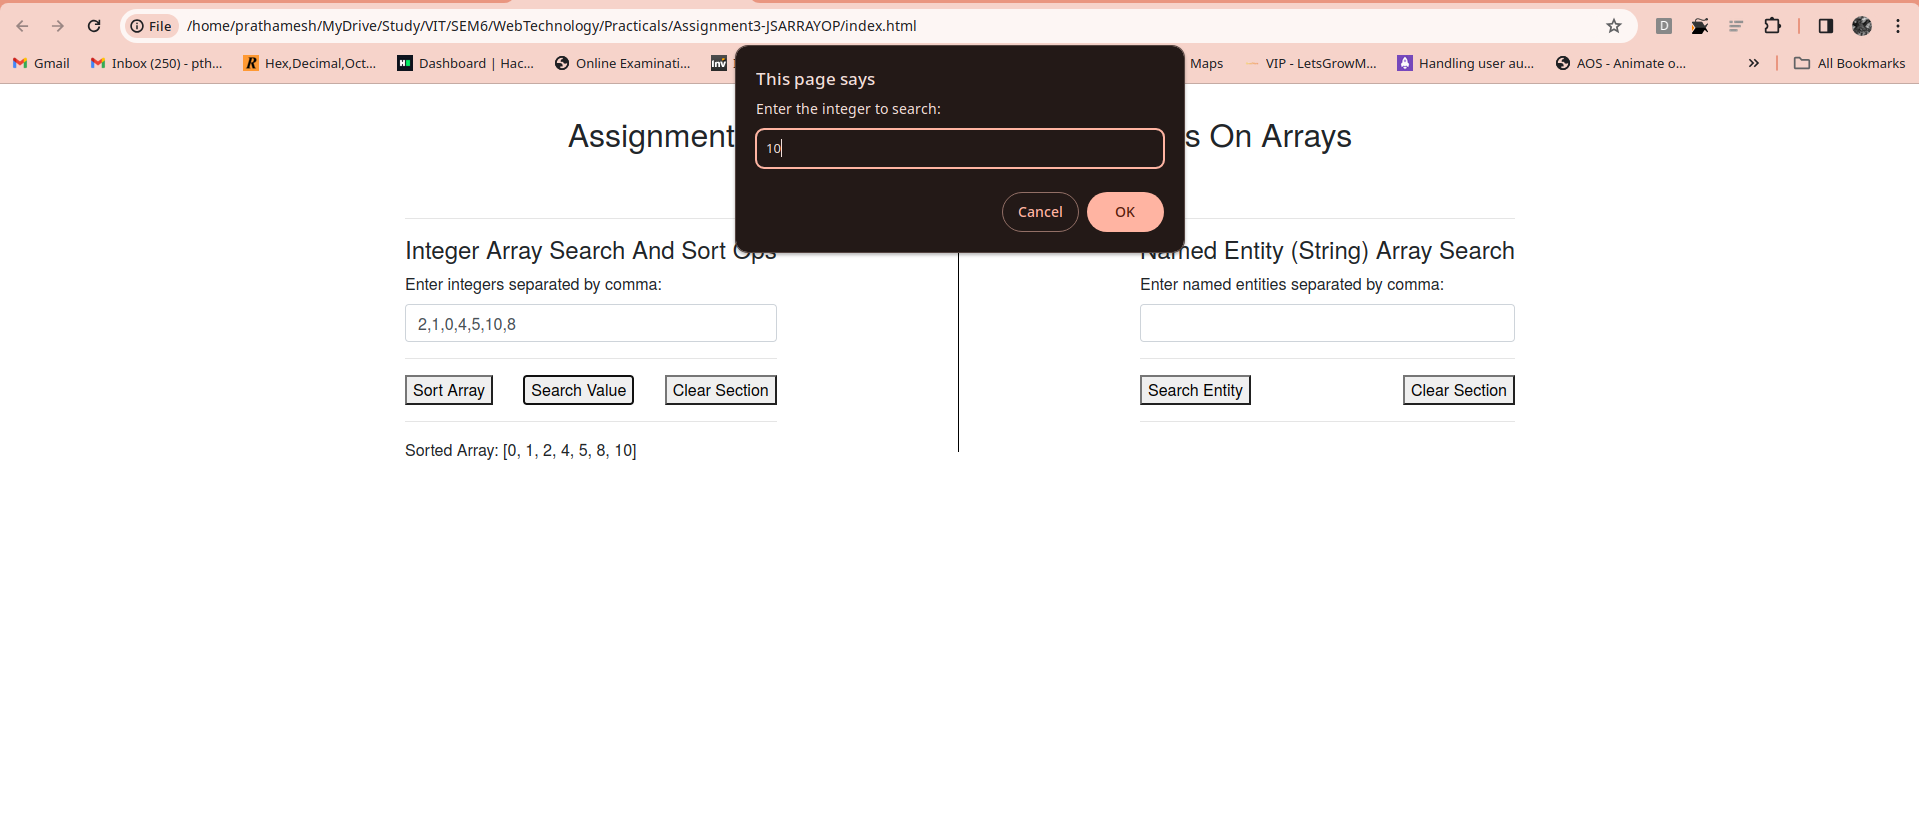 File /home/prathamesh/MyDrive/Study/VIT/SEM6/WebTechnology/Practicals/Assignment3-JSARRAYOP/index.html D
Gmail Inbox (250) - pth... R Hex,Decimal,Oct... Dashboard | Hac... Online Examinati... Inv Maps VIP - LetsGrowM... Handling user au... AOS - Animate o... » All Bookmarks
This page says
Enter the integer to search:
10
Cancel OK
Assignment s On Arrays
Integer Array Search And Sort Ops
Enter integers separated by comma:
2,1,0,4,5,10,8
Sort Array Search Value Clear Section
Sorted Array: [0, 1, 2, 4, 5, 8, 10]
Named Entity (String) Array Search
Enter named entities separated by comma:
Search Entity Clear Section